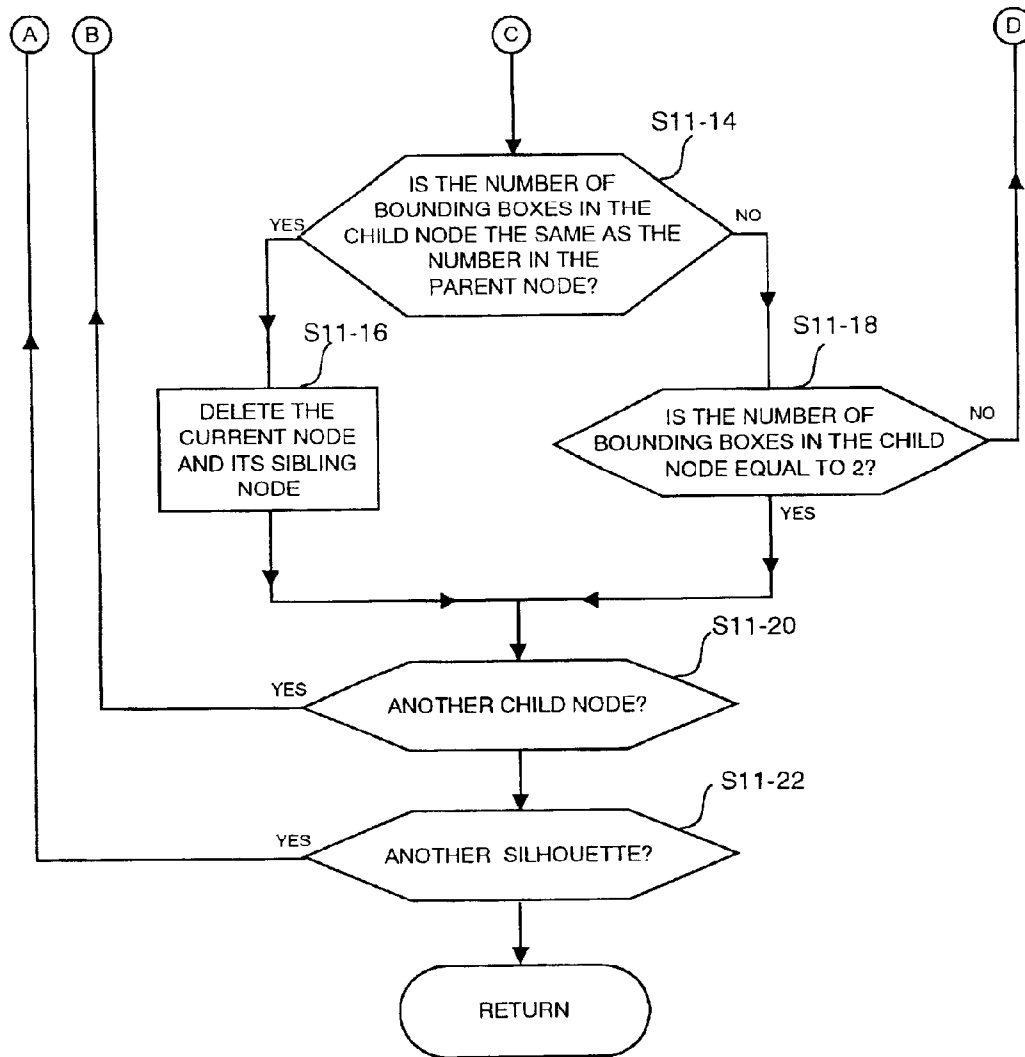 A
B
C
D
S11-14
IS THE NUMBER OF
BOUNDING BOXES IN THE
CHILD NODE THE SAME AS THE
NUMBER IN THE
PARENT NODE?
YES
NO
S11-16
S11-18
DELETE THE
CURRENT NODE
AND ITS SIBLING
NODE
IS THE NUMBER OF
BOUNDING BOXES IN THE CHILD
NODE EQUAL TO 2?
NO
YES
S11-20
YES
ANOTHER CHILD NODE?
S11-22
YES
ANOTHER SILHOUETTE?
RETURN